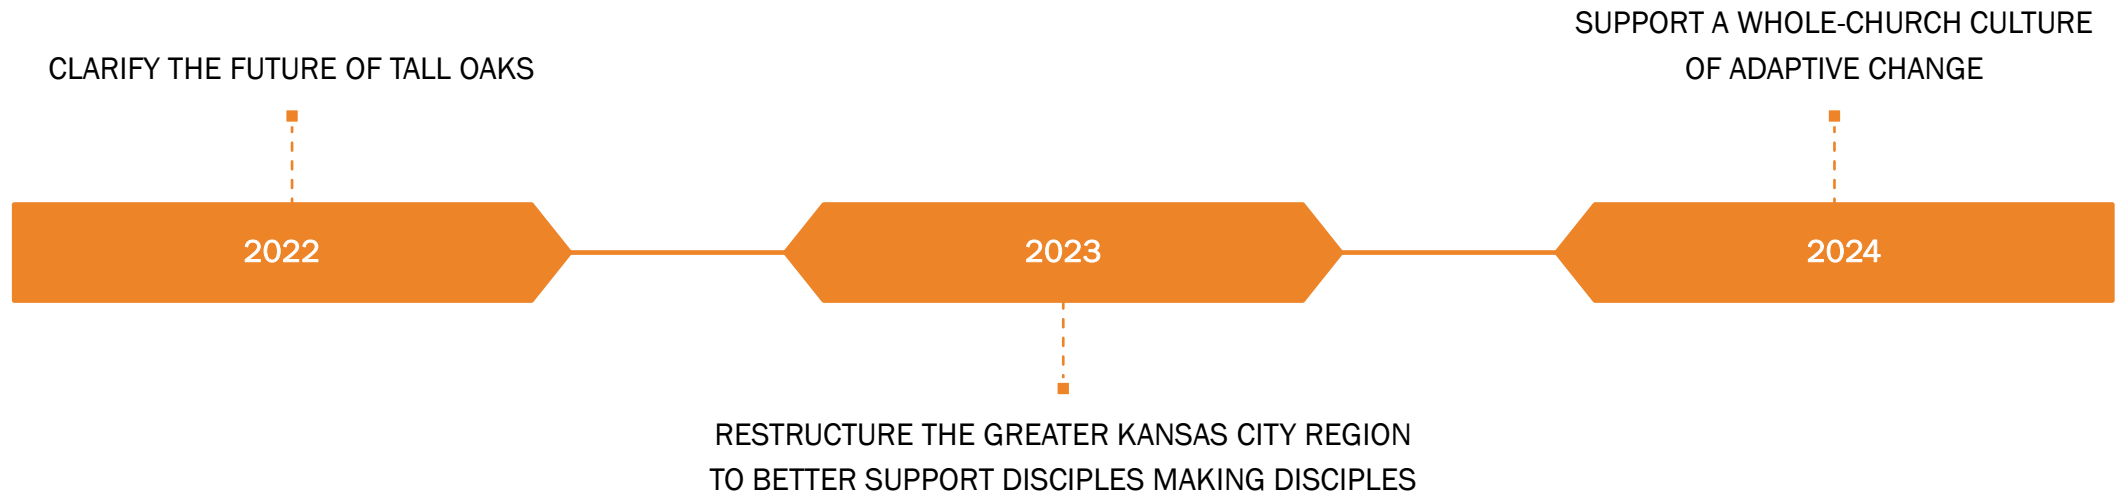 CLARIFY THE FUTURE OF TALL OAKS
SUPPORT A WHOLE-CHURCH CULTURE
OF ADAPTIVE CHANGE
2022
2023
2024
RESTRUCTURE THE GREATER KANSAS CITY REGION
TO BETTER SUPPORT DISCIPLES MAKING DISCIPLES